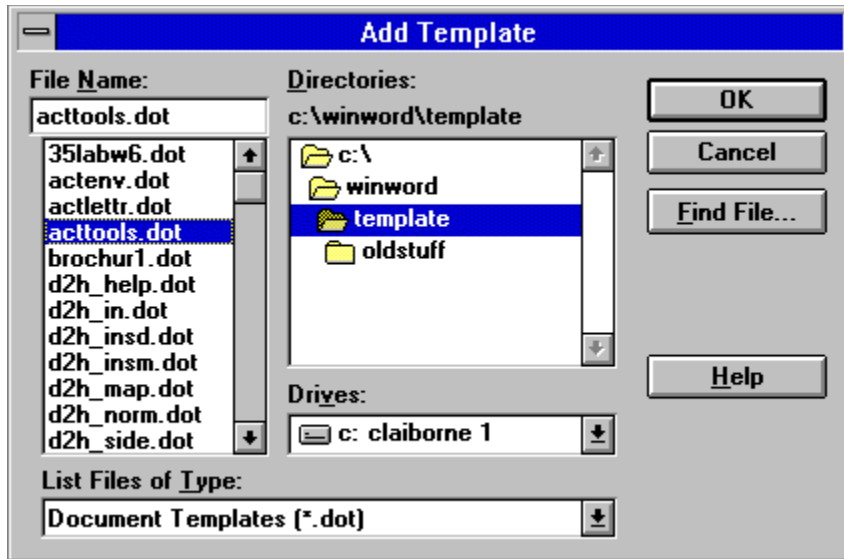 Add Template
File Name:
acttools.dot
35labw6.dot
actenv.dot
actlettr.dot
acttools.dot
brochur1.dot
d2h_help.dot
d2h_in.dot
d2h_insd.dot
d2h_insm.dot
d2h_map.dot
d2h_norm.dot
d2h_side.dot
List Files of Type:
Document Templates (*.dot)
Directories:
c:\winword\template
c:\
winword
template
oldstuff
Drives:
c: claiborne 1
OK
Cancel
Find File...
Help